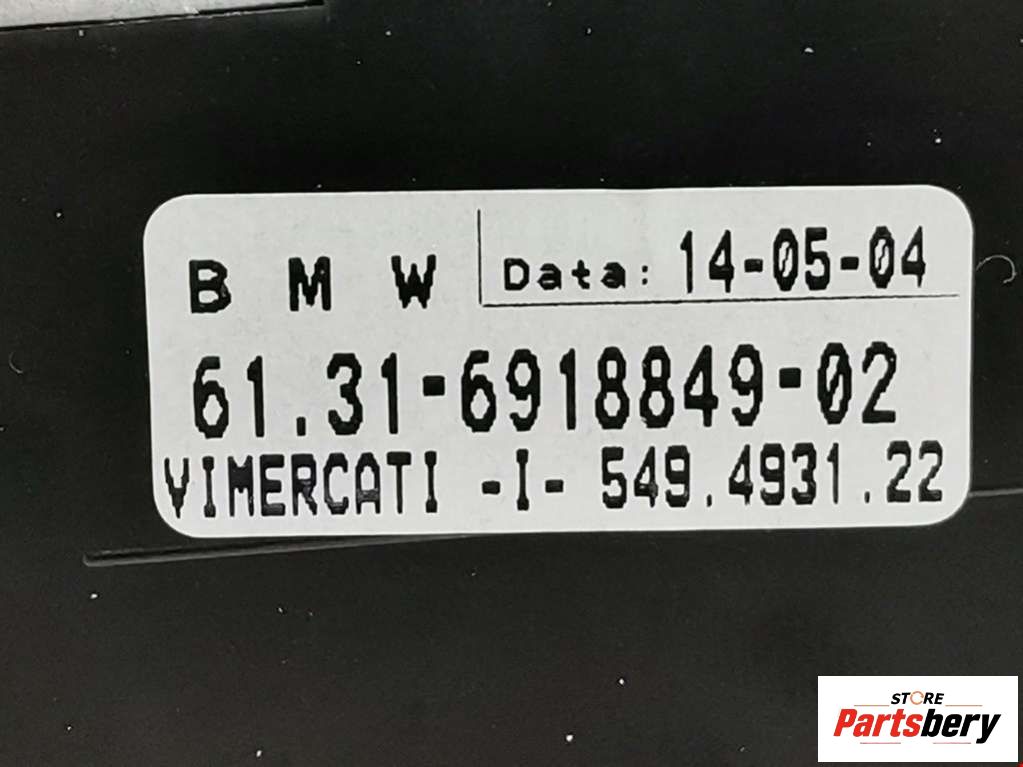 B M W Data: 14-05-04
61.31-6918849-02
VIMERCATI -I- 549.4931.22
STORE
Partsbery